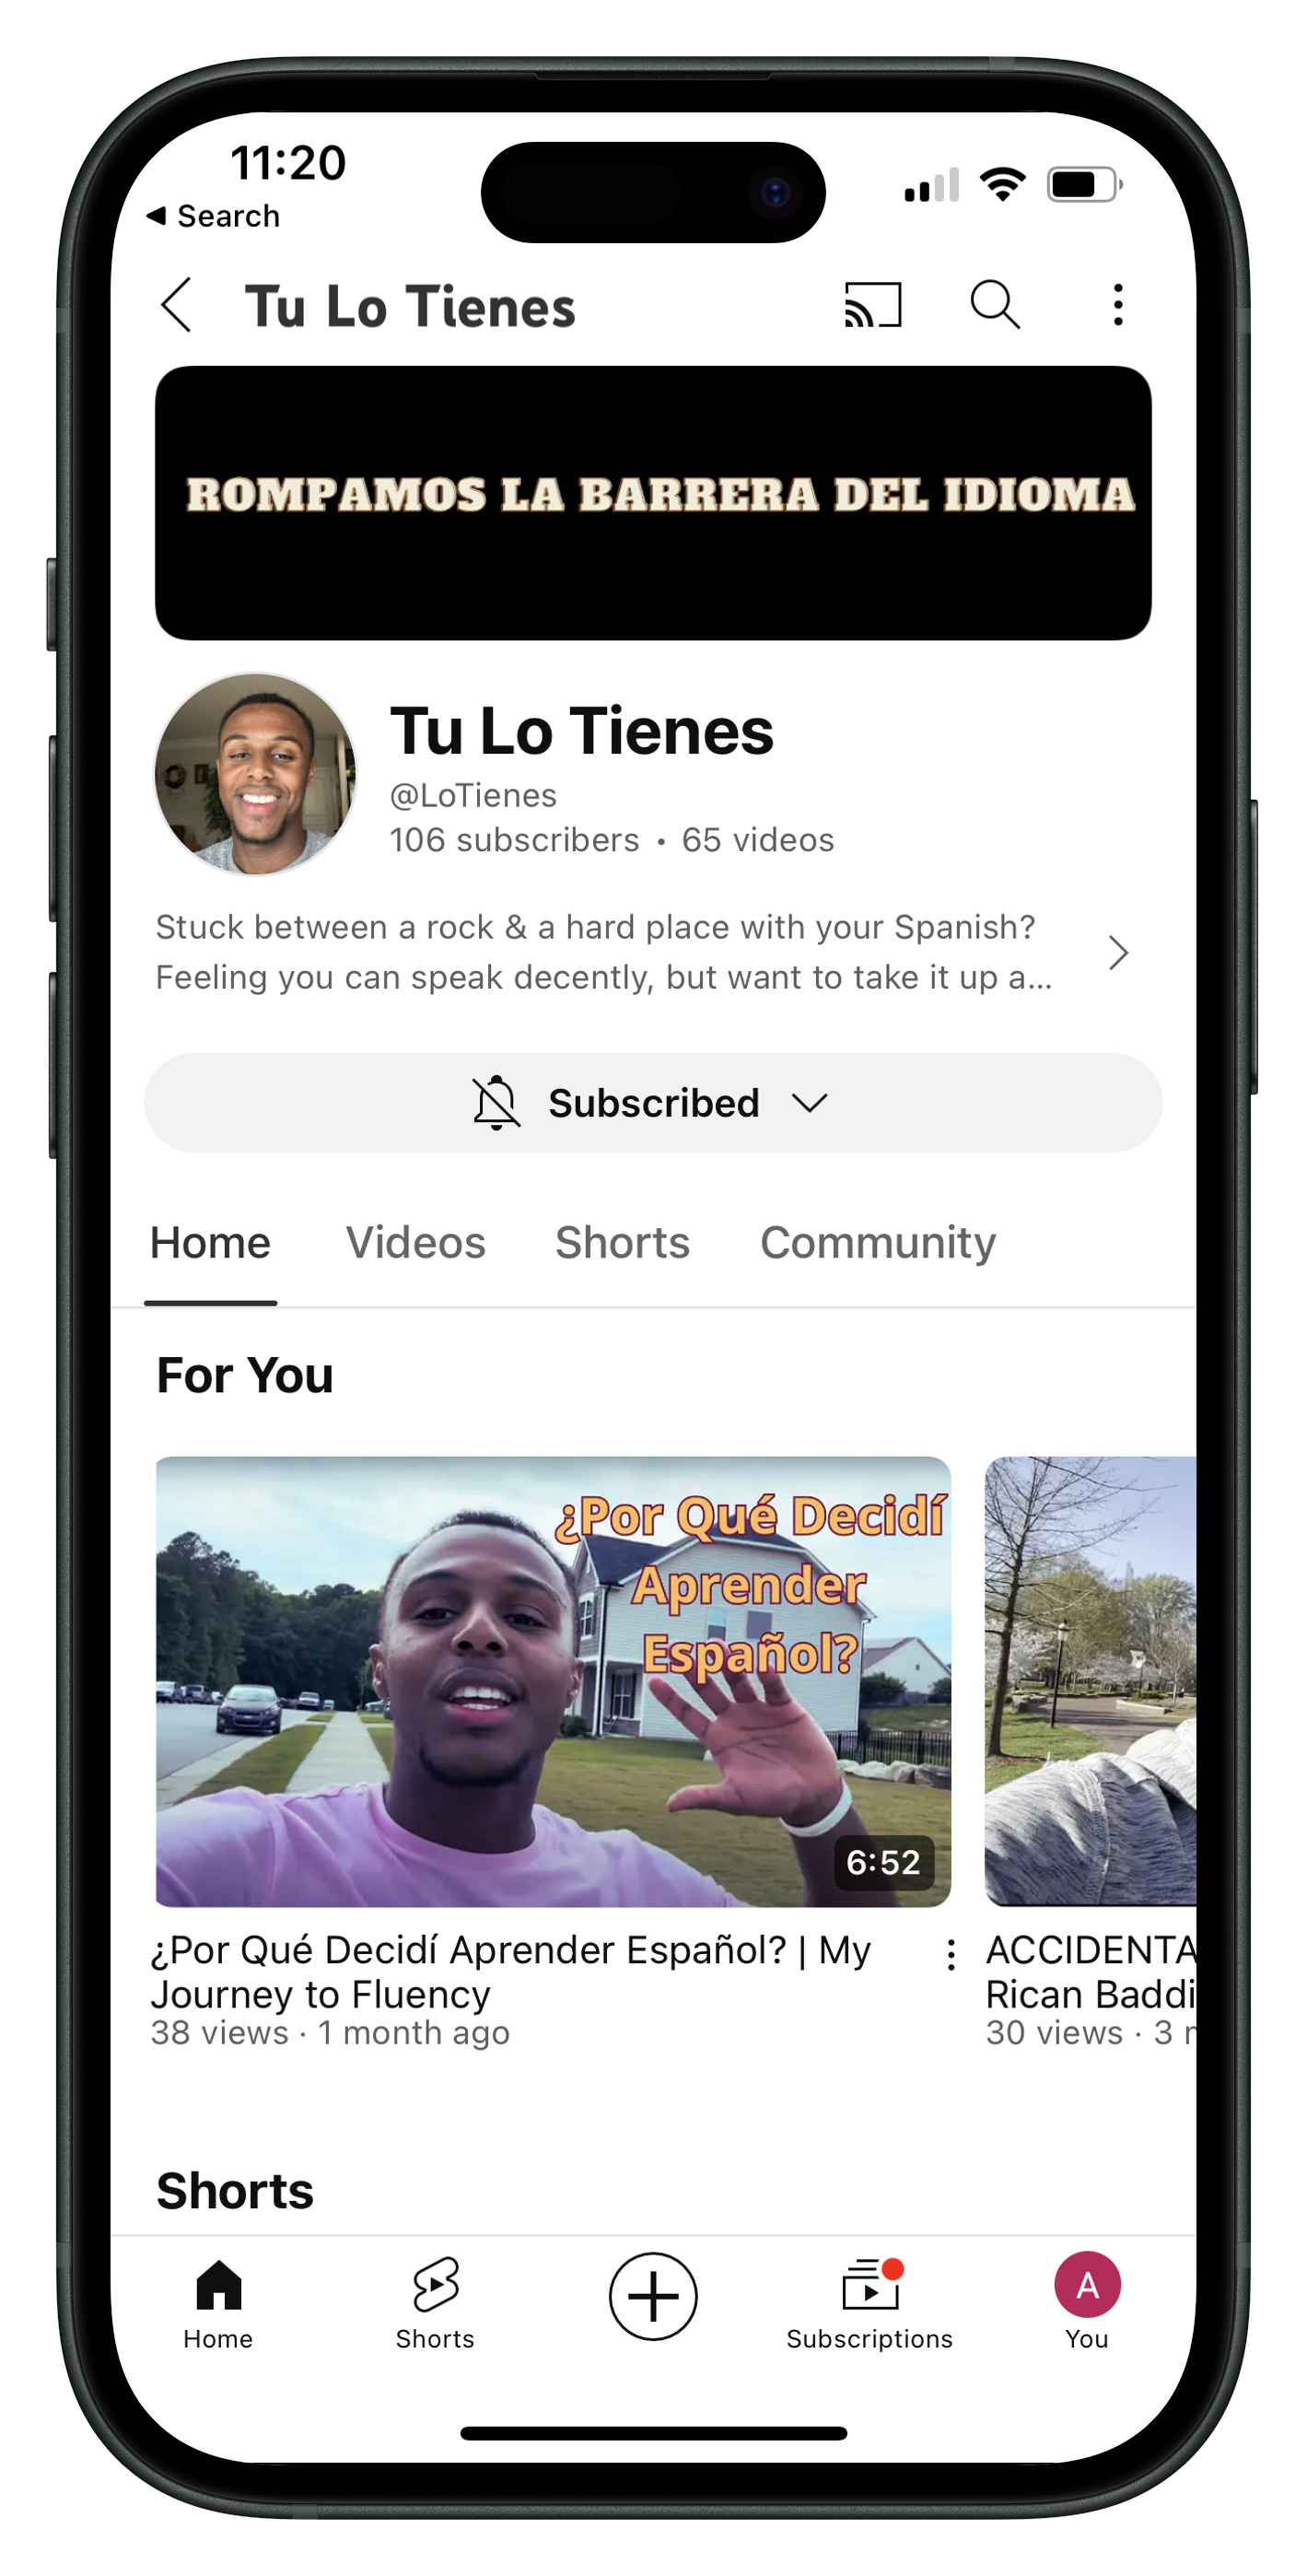 11:20
Search
Tu Lo Tienes
ROMPAMOS LA BARRERA DEL IDIOMA
Tu Lo Tienes
@LoTienes
106 subscribers • 65 videos
Stuck between a rock & a hard place with your Spanish?
Feeling you can speak decently, but want to take it up a...
Subscribed
Home Videos Shorts Community
For You
¿Por Qué Decidí
Aprender
Español?
6:52
¿Por Qué Decidí Aprender Español? | My
Journey to Fluency
38 views · 1 month ago
ACCIDENTA
Rican Baddi
30 views · 3
Shorts
Home Shorts Subscriptions A You